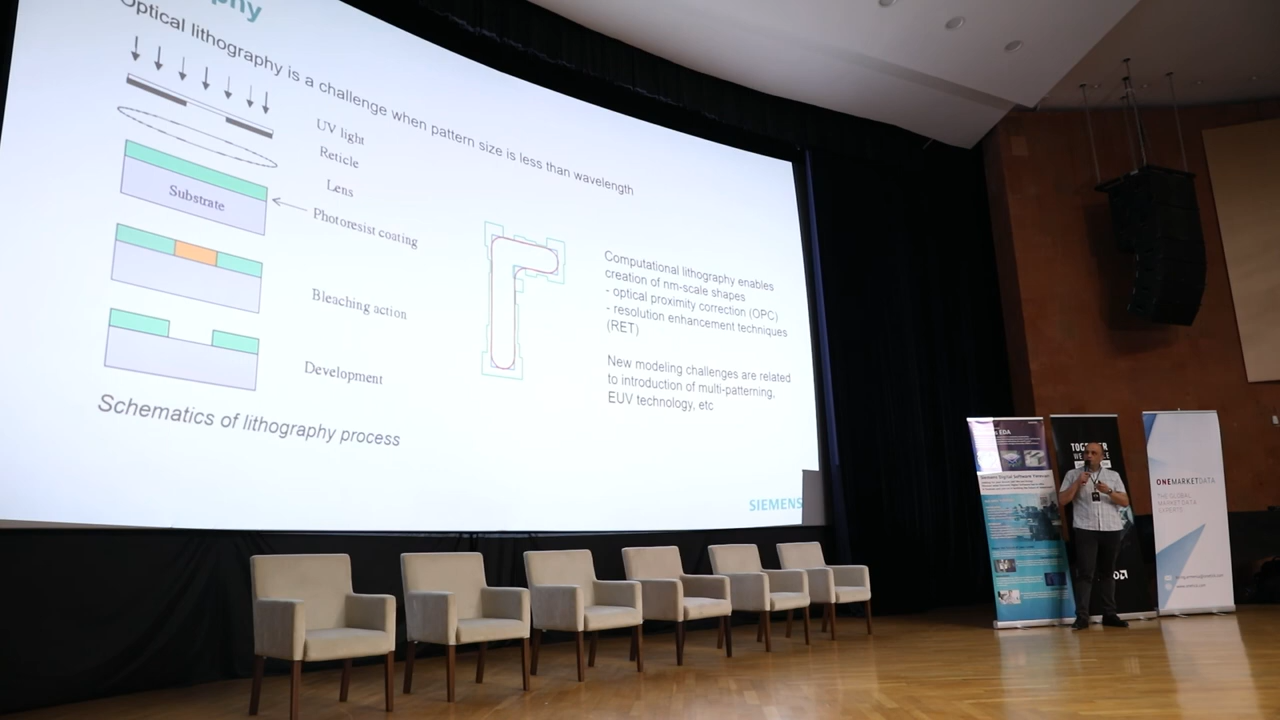 Optical lithography is a challenge when pattern size is less than wavelength
UV light
Reticle
Lens
Substrate
Photoresist coating
Bleaching action
Development
Schematics of lithography process
Computational lithography enables
creation of nm-scale shapes
- optical proximity correction (OPC)
- resolution enhancement techniques
(RET)
New modeling challenges are related
to introduction of multi-patterning,
EUV technology, etc
SIEMENS
EDA
ONEMARKETDATA
THE GLOBAL
MARKET DATA
EXPERTS